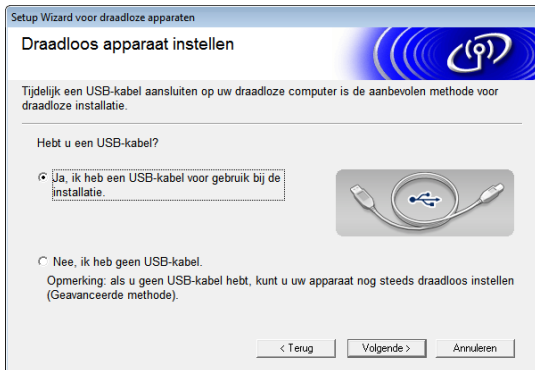 Setup Wizard voor draadloze apparaten
Draadloos apparaat instellen
Tijdelijk een USB-kabel aansluiten op uw draadloze computer is de aanbevolen methode voor
draadloze installatie.
Hebt u een USB-kabel?
Ja, ik heb een USB-kabel voor gebruik bij de
installatie.
Nee, ik heb geen USB-kabel.
Opmerking: als u geen USB-kabel hebt, kunt u uw apparaat nog steeds draadloos instellen
(Geavanceerde methode).
< Terug
Volgende >
Annuleren